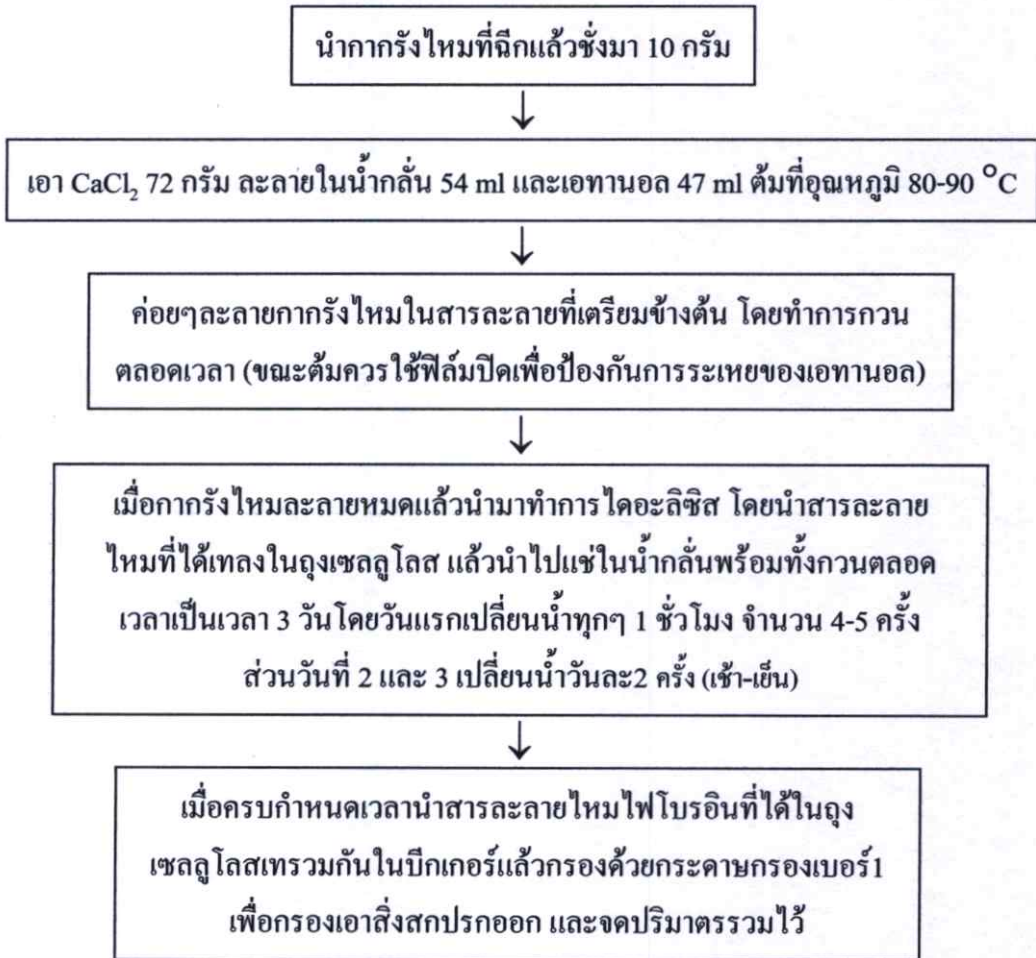 นำกากรังไหมที่ฉีกแล้วชั่งมา 10 กรัม
↓
เอา CaCl₂ 72 กรัม ละลายในน้ำกลั่น 54 ml และเอทานอล 47 ml ต้มที่อุณหภูมิ 80-90 °C
↓
ค่อยๆละลายกากรังไหมในสารละลายที่เตรียมข้างต้น โดยทำการกวน
ตลอดเวลา (ขณะต้มควรใช้ฟิล์มปิดเพื่อป้องกันการระเหยของเอทานอล)
↓
เมื่อกากรังไหมละลายหมดแล้วนำมาทำการไดอะลิซิส โดยนำสารละลาย
ไหมที่ได้เทลงในถุงเซลลูโลส แล้วนำไปแช่ในน้ำกลั่นพร้อมทั้งกวนตลอด
เวลาเป็นเวลา 3 วันโดยวันแรกเปลี่ยนน้ำทุกๆ 1 ชั่วโมง จำนวน 4-5 ครั้ง
ส่วนวันที่ 2 และ 3 เปลี่ยนน้ำวันละ2 ครั้ง (เช้า-เย็น)
↓
เมื่อครบกำหนดเวลานำสารละลายไหมไฟโบรอินที่ได้ในถุง
เซลลูโลสเทรวมกันในบีกเกอร์แล้วกรองด้วยกระดาษกรองเบอร์1
เพื่อกรองเอาสิ่งสกปรกออก และจดปริมาตรรวมไว้